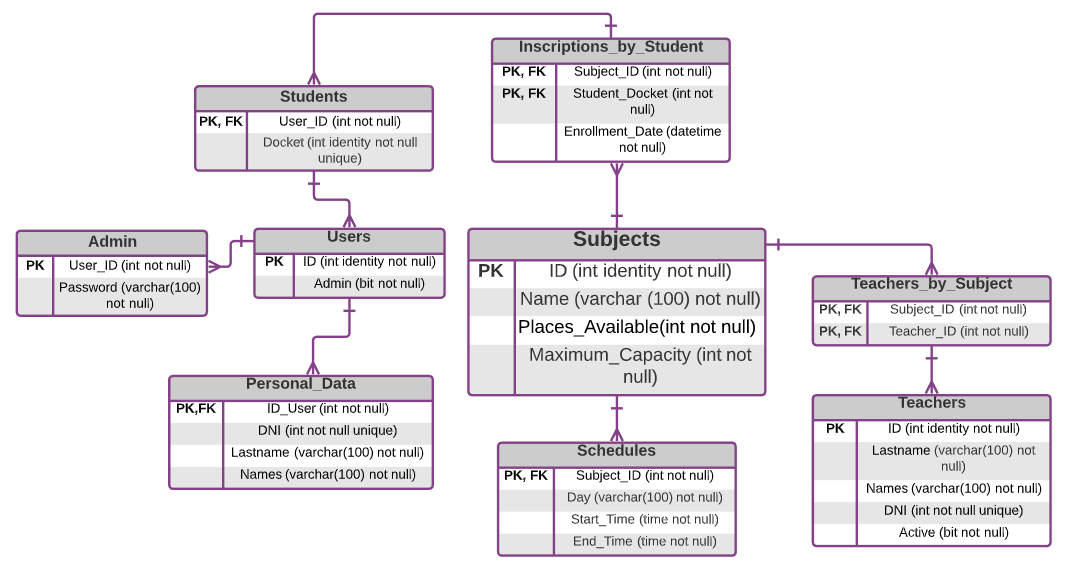 Inscriptions_by_Student
PK, FK Subject_ID (int not null)
PK, FK Student_Docket (int not
null)
Enrollment_Date (datetime
not null)
Students
PK, FK User_ID (int not null)
Docket (int identity not null
unique)
Admin
PK User_ID (int not null)
Password (varchar(100)
not null)
Users
PK ID (int identity not null)
Admin (bit not null)
Subjects
PK ID (int identity not null)
Name (varchar (100) not null)
Places_Available(int not null)
Maximum_Capacity (int not
null)
Teachers_by_Subject
PK, FK Subject_ID (int not null)
PK, FK Teacher_ID (int not null)
Personal_Data
PK,FK ID_User (int not null)
DNI (int not null unique)
Lastname (varchar(100) not null)
Names (varchar(100) not null)
Schedules
PK, FK Subject_ID (int not null)
Day (varchar(100) not null)
Start_Time (time not null)
End_Time (time not null)
Teachers
PK ID (int identity not null)
Lastname (varchar(100) not
null)
Names (varchar(100) not null)
DNI (int not null unique)
Active (bit not null)